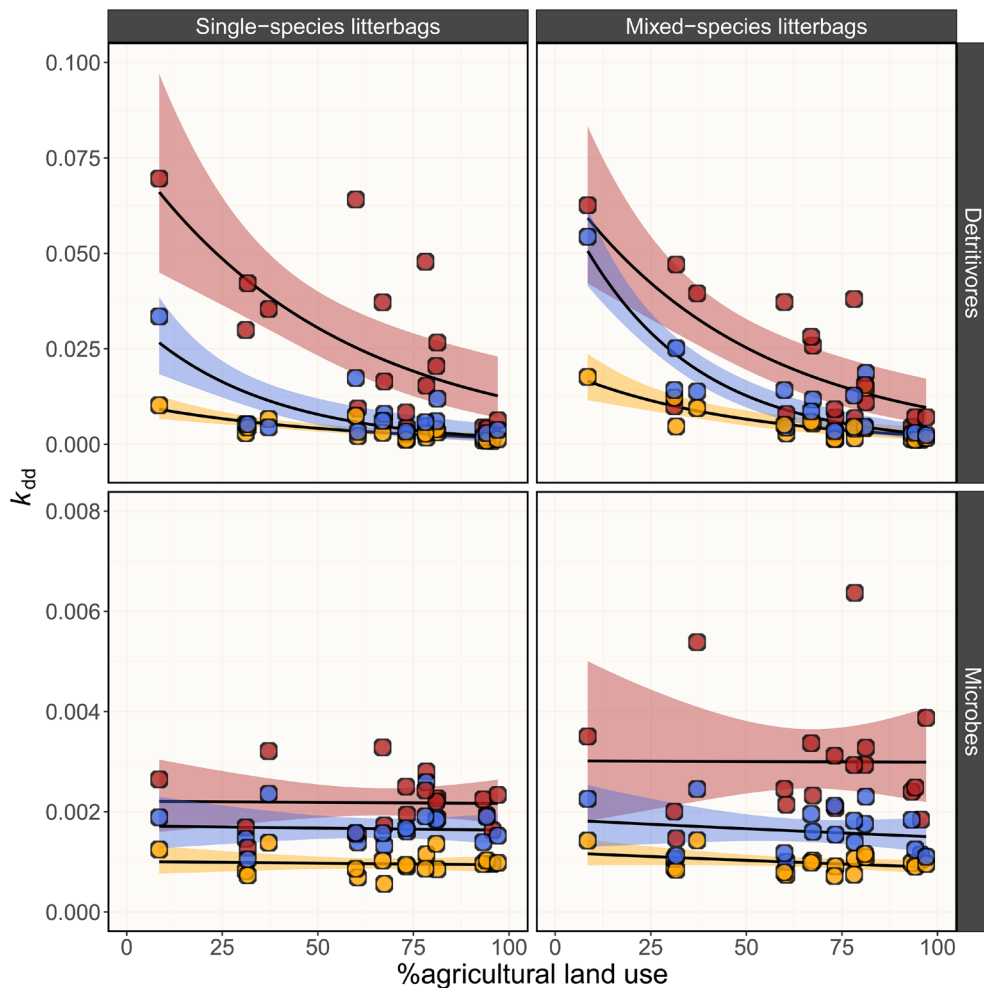 Single−species litterbags
Mixed−species litterbags
0.100
0.075
0.050
0.025
0.000
Detritivores
kdd
0.008
0.006
0.004
0.002
0.000
Microbes
0 25 50 75 100 0 25 50 75 100
%agricultural land use